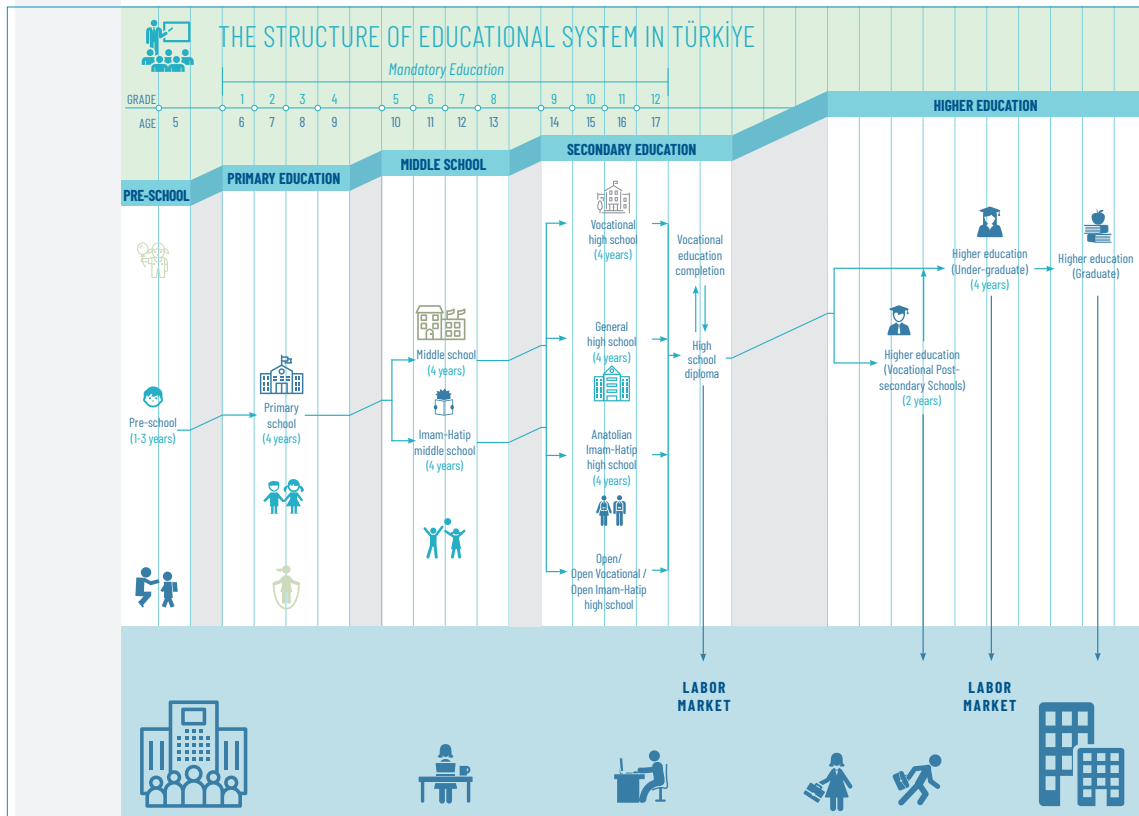 THE STRUCTURE OF EDUCATIONAL SYSTEM IN TÜRKİYE
Mandatory Education
GRADE 1 2 3 4 5 6 7 8 9 10 11 12
AGE 5 6 7 8 9 10 11 12 13 14 15 16 17
PRE-SCHOOL
PRIMARY EDUCATION
MIDDLE SCHOOL
SECONDARY EDUCATION
HIGHER EDUCATION
Pre-school
(1-3 years)
Primary
school
(4 years)
Middle school
(4 years)
Imam-Hatip
middle school
(4 years)
Vocational
high school
(4 years)
General
high school
(4 years)
Anatolian
Imam-Hatip
high school
(4 years)
Open/
Open Vocational /
Open Imam-Hatip
high school
Vocational
education
completion
High
school
diploma
Higher education
(Vocational Post-
secondary Schools)
(2 years)
Higher education
(Under-graduate)
(4 years)
Higher education
(Graduate)
LABOR
MARKET
LABOR
MARKET